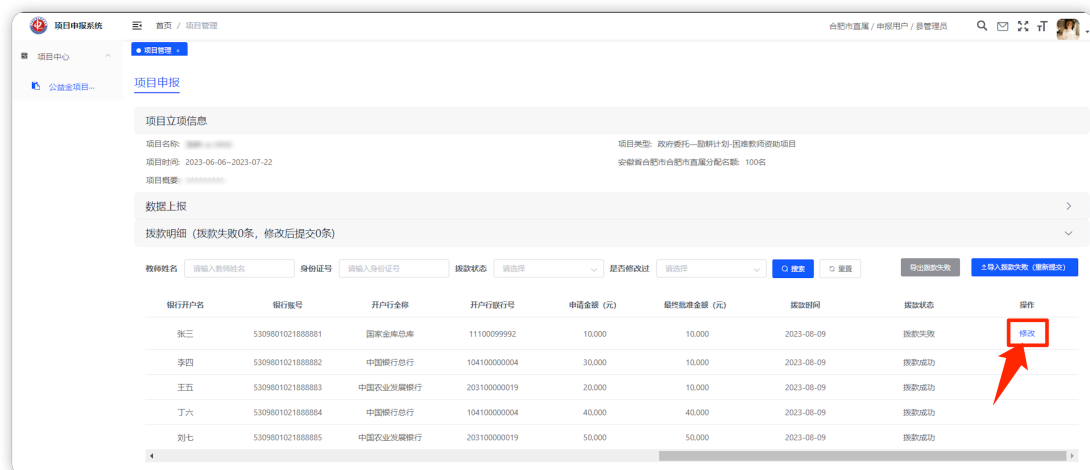 项目申报系统
首页 / 项目管理
合肥市直属 / 申报用户 / 县管理员
项目中心
项目管理 ×
公益金项目...
项目申报
项目立项信息
项目名称:
项目类型: 政府委托—励耕计划-困难教师资助项目
项目时间: 2023-06-06~2023-07-22
安徽省合肥市合肥市直属分配名额: 100名
项目概要:
数据上报
拨款明细（拨款失败0条，修改后提交0条）
教师姓名 请输入教师姓名 身份证号 请输入身份证号 拨款状态 请选择 是否修改过 请选择 搜索 重置 导出拨款失败 导入拨款失败（重新提交）
银行开户名 银行账号 开户行全称 开户行联行号 申请金额（元） 最终批准金额（元） 拨款时间 拨款状态 操作
张三 5309801021888881 国家金库总库 11100099992 10,000 10,000 2023-08-09 拨款失败 修改
李四 5309801021888882 中国银行总行 104100000004 30,000 10,000 2023-08-09 拨款成功
王五 5309801021888883 中国农业发展银行 203100000019 20,000 10,000 2023-08-09 拨款成功
丁六 5309801021888884 中国银行总行 104100000004 40,000 40,000 2023-08-09 拨款成功
刘七 5309801021888885 中国农业发展银行 203100000019 50,000 50,000 2023-08-09 拨款成功